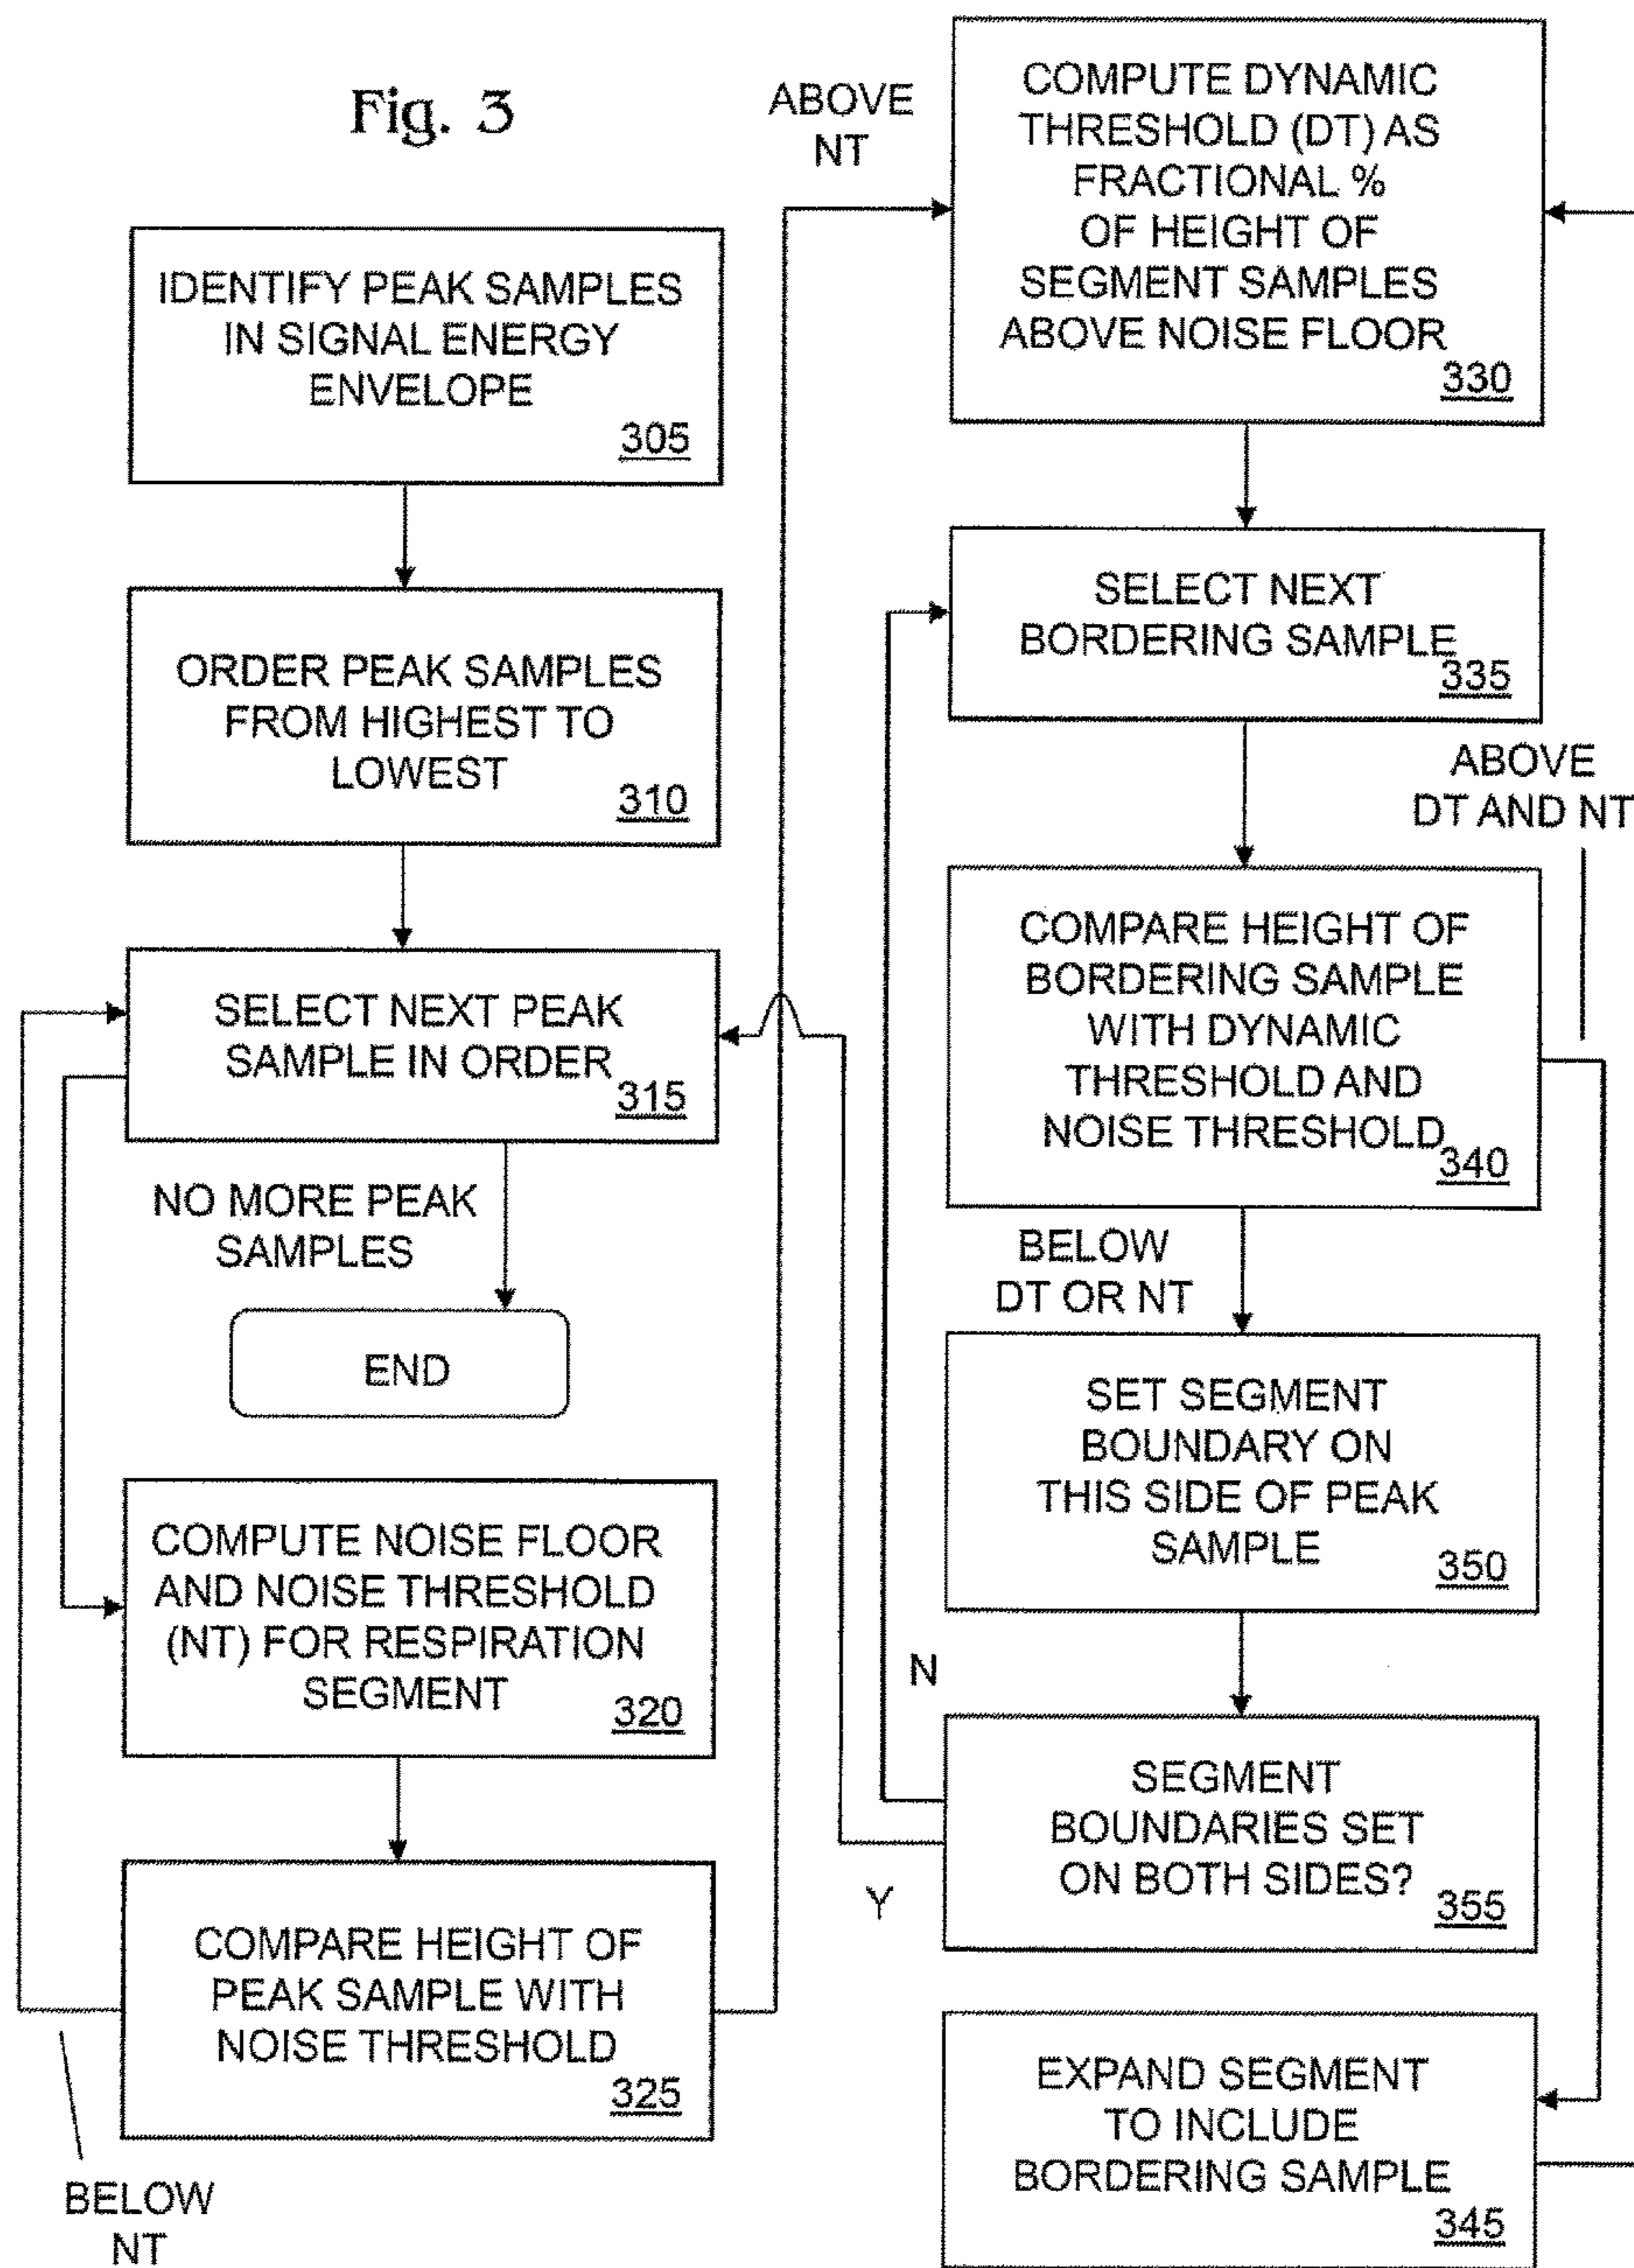 Fig. 3
IDENTIFY PEAK SAMPLES
IN SIGNAL ENERGY
ENVELOPE
305
ORDER PEAK SAMPLES
FROM HIGHEST TO
LOWEST
310
SELECT NEXT PEAK
SAMPLE IN ORDER
315
NO MORE PEAK
SAMPLES
END
COMPUTE NOISE FLOOR
AND NOISE THRESHOLD
(NT) FOR RESPIRATION
SEGMENT
320
COMPARE HEIGHT OF
PEAK SAMPLE WITH
NOISE THRESHOLD
325
BELOW
NT
ABOVE
NT
COMPUTE DYNAMIC
THRESHOLD (DT) AS
FRACTIONAL %
OF HEIGHT OF
SEGMENT SAMPLES
ABOVE NOISE FLOOR
330
SELECT NEXT
BORDERING SAMPLE
335
ABOVE
DT AND NT
COMPARE HEIGHT OF
BORDERING SAMPLE
WITH DYNAMIC
THRESHOLD AND
NOISE THRESHOLD
340
BELOW
DT OR NT
SET SEGMENT
BOUNDARY ON
THIS SIDE OF PEAK
SAMPLE
350
N
SEGMENT
BOUNDARIES SET
ON BOTH SIDES?
355
Y
EXPAND SEGMENT
TO INCLUDE
BORDERING SAMPLE
345